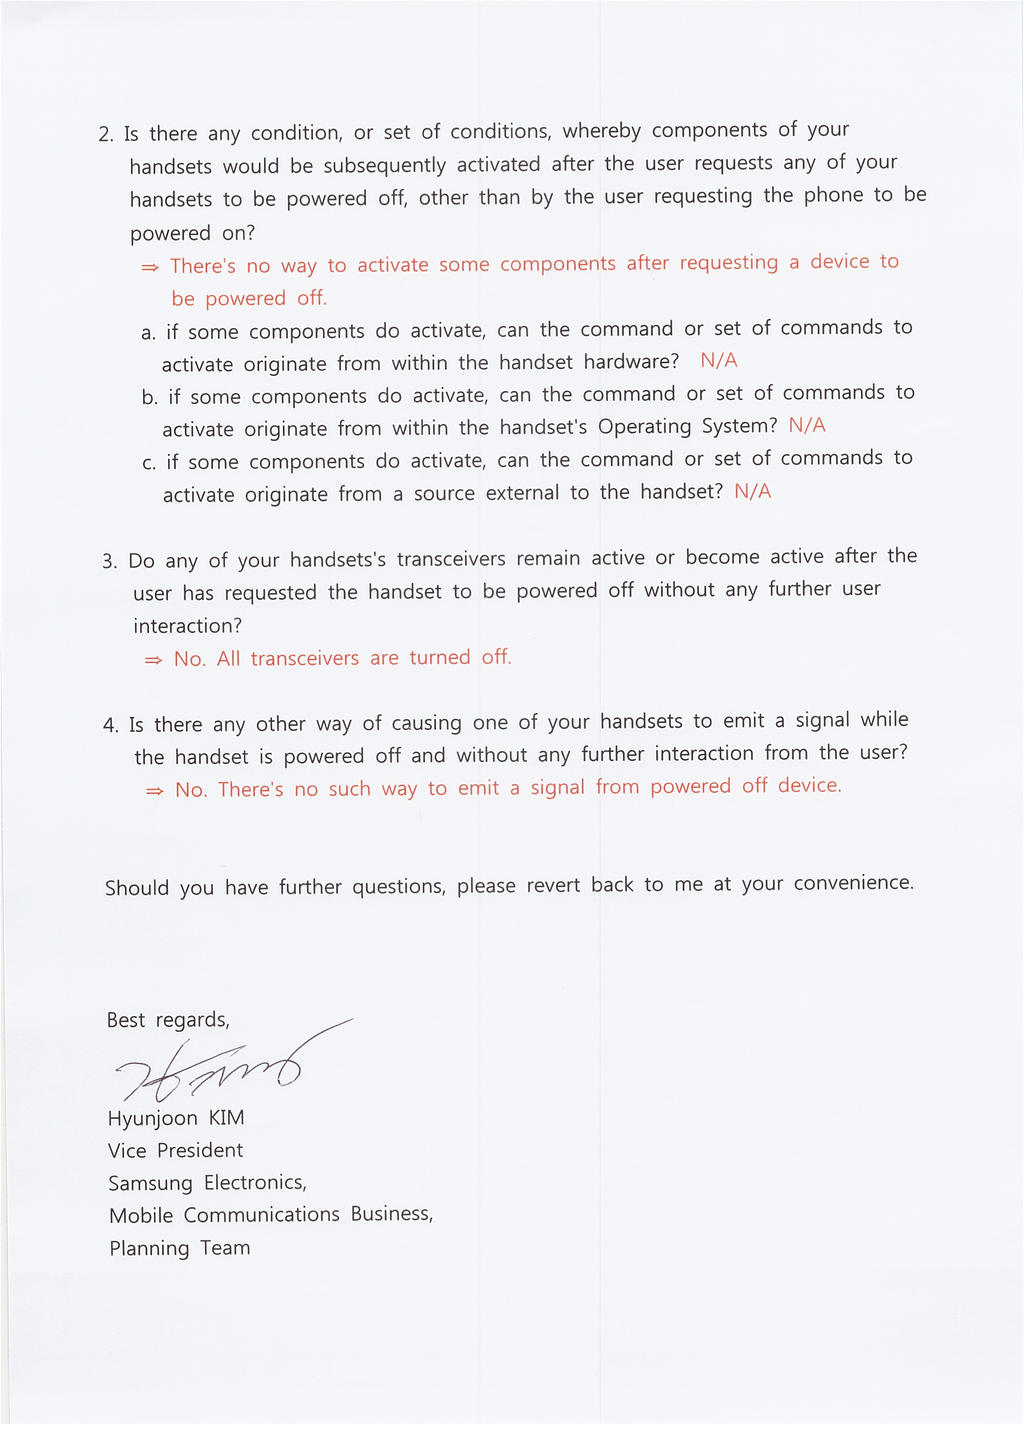 2. Is there any condition, or set of conditions, whereby components of your
handsets would be subsequently activated after the user requests any of your
handsets to be powered off, other than by the user requesting the phone to be
powered on?
⇒ There's no way to activate some components after requesting a device to
be powered off.
a. if some components do activate, can the command or set of commands to
activate originate from within the handset hardware? N/A
b. if some components do activate, can the command or set of commands to
activate originate from within the handset's Operating System? N/A
c. if some components do activate, can the command or set of commands to
activate originate from a source external to the handset? N/A
3. Do any of your handsets's transceivers remain active or become active after the
user has requested the handset to be powered off without any further user
interaction?
⇒ No. All transceivers are turned off.
4. Is there any other way of causing one of your handsets to emit a signal while
the handset is powered off and without any further interaction from the user?
⇒ No. There's no such way to emit a signal from powered off device.
Should you have further questions, please revert back to me at your convenience.
Best regards,
Hyunjoon KIM
Vice President
Samsung Electronics,
Mobile Communications Business,
Planning Team